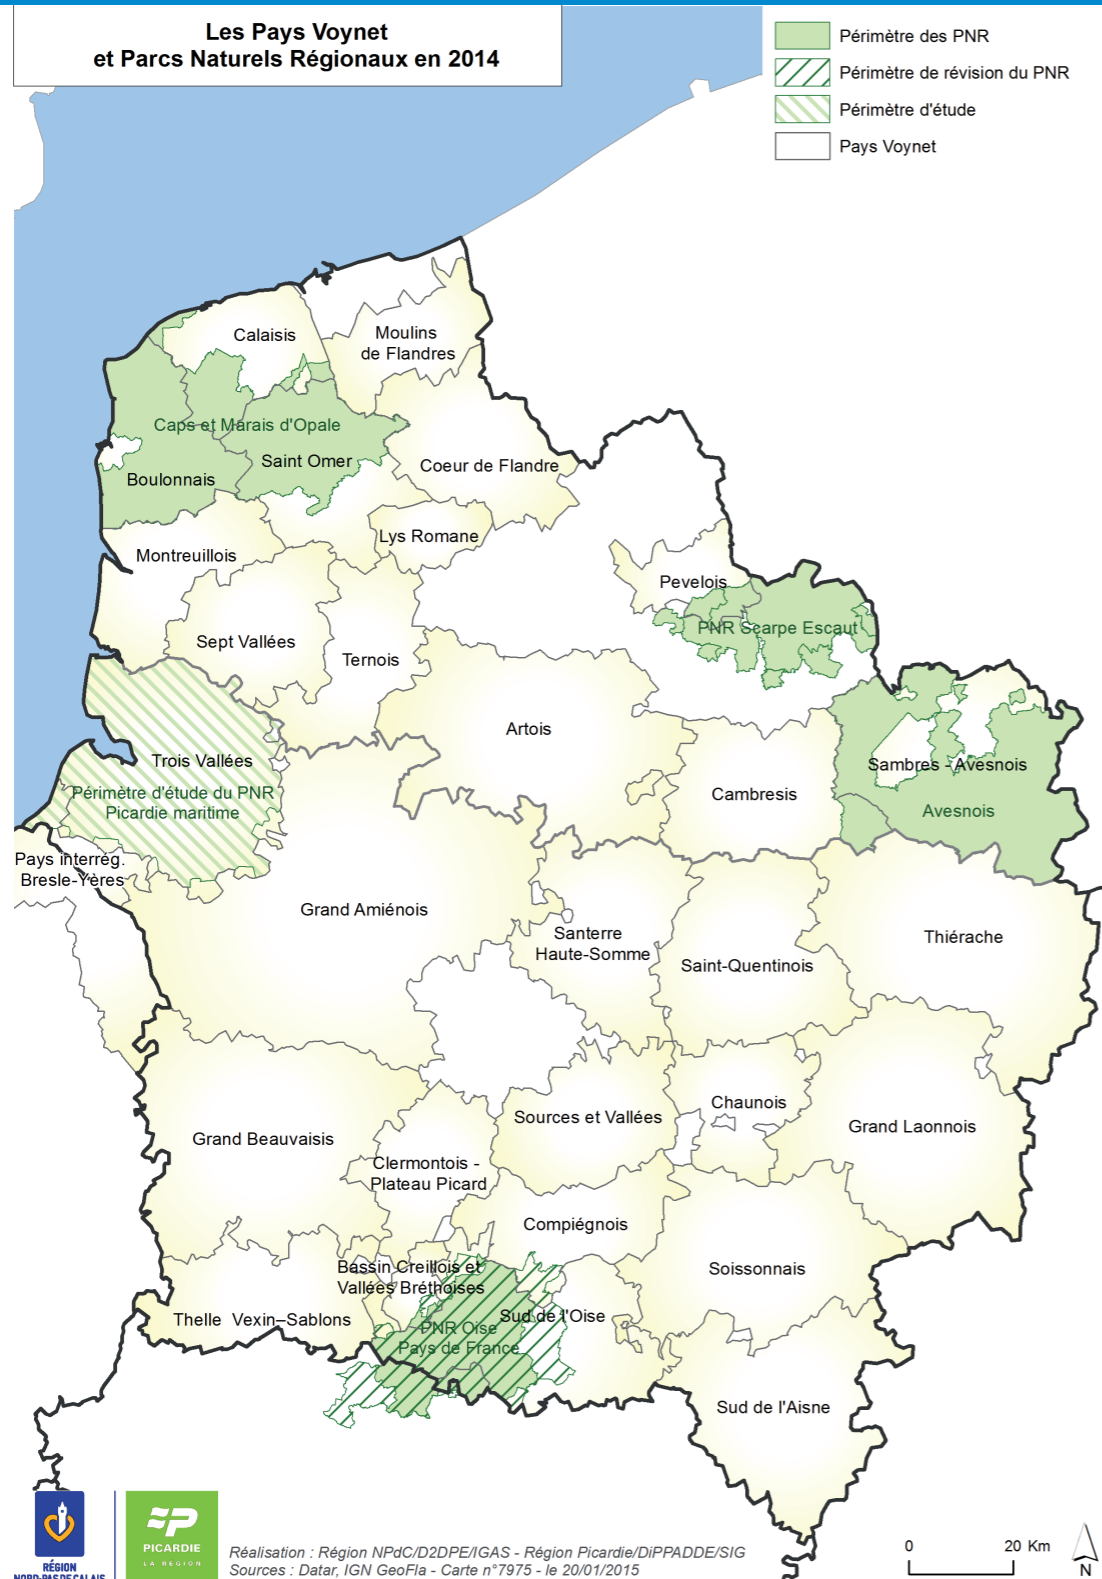 Les Pays Voynet
et Parcs Naturels Régionaux en 2014
Périmètre des PNR
Périmètre de révision du PNR
Périmètre d'étude
Pays Voynet
Calaisis
Moulins
de Flandres
Caps et Marais d'Opale
Saint Omer
Boulonnais
Coeur de Flandre
Lys Romane
Montreuillois
Pevelois
PNR Scarpe Escaut
Sept Vallées
Ternois
Artois
Trois Vallées
Périmètre d'étude du PNR
Picardie maritime
Cambresis
Sambres - Avesnois
Avesnois
Pays interrég.
Bresle-Yères
Grand Amiénois
Santerre
Haute-Somme
Saint-Quentinois
Thiérache
Sources et Vallées
Chaunois
Grand Laonnois
Grand Beauvaisis
Clermontois -
Plateau Picard
Compiégnois
Bassin Creillois et
Vallées Bréthoises
Soissonnais
Thelle Vexin–Sablons
Sud de l'Oise
PNR Oise
Pays de France
Sud de l'Aisne
RÉGION
NORD-PAS DE CALAIS
PICARDIE
LA RÉGION
Réalisation : Région NPdC/D2DPE/IGAS - Région Picardie/DiPPADDE/SIG
Sources : Datar, IGN GeoFla - Carte n°7975 - le 20/01/2015
0 20 Km
N